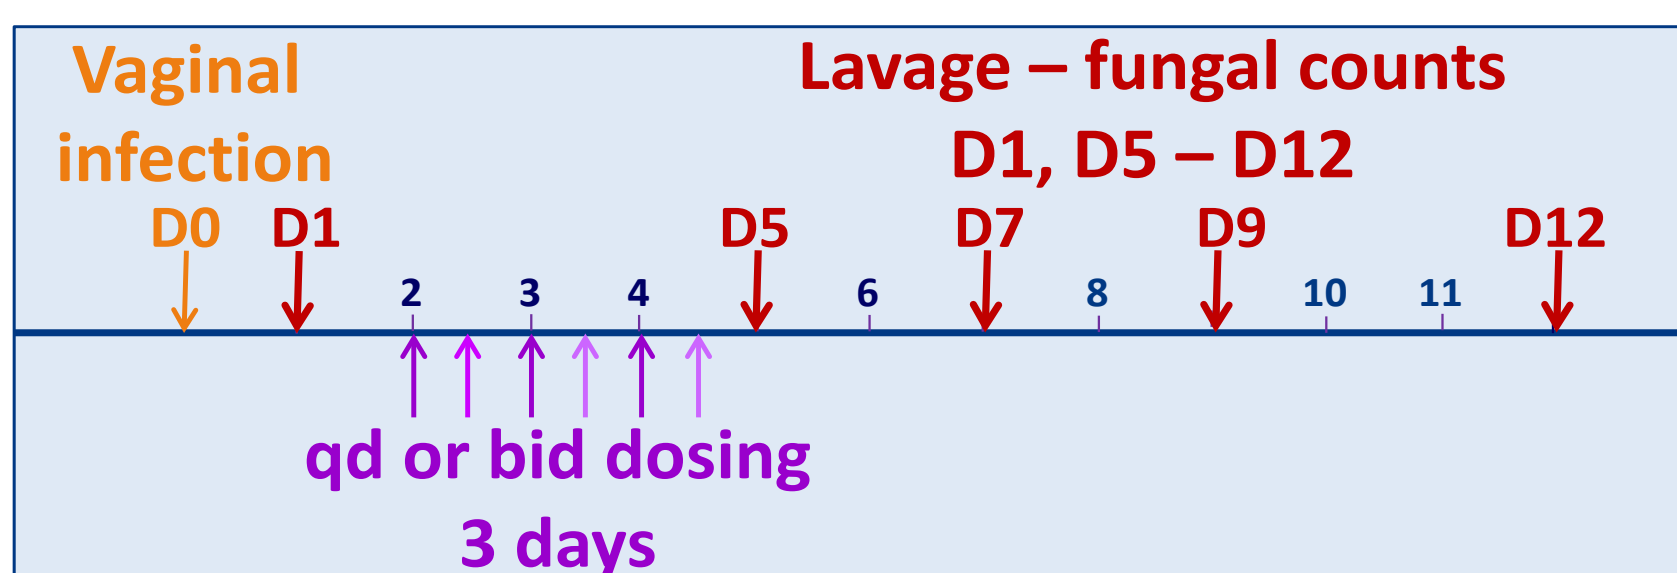 Vaginal
infection
Lavage – fungal counts
D1, D5 – D12
D0 D1 D5 D7 D9 D12
2 3 4 6 8 10 11
qd or bid dosing
3 days